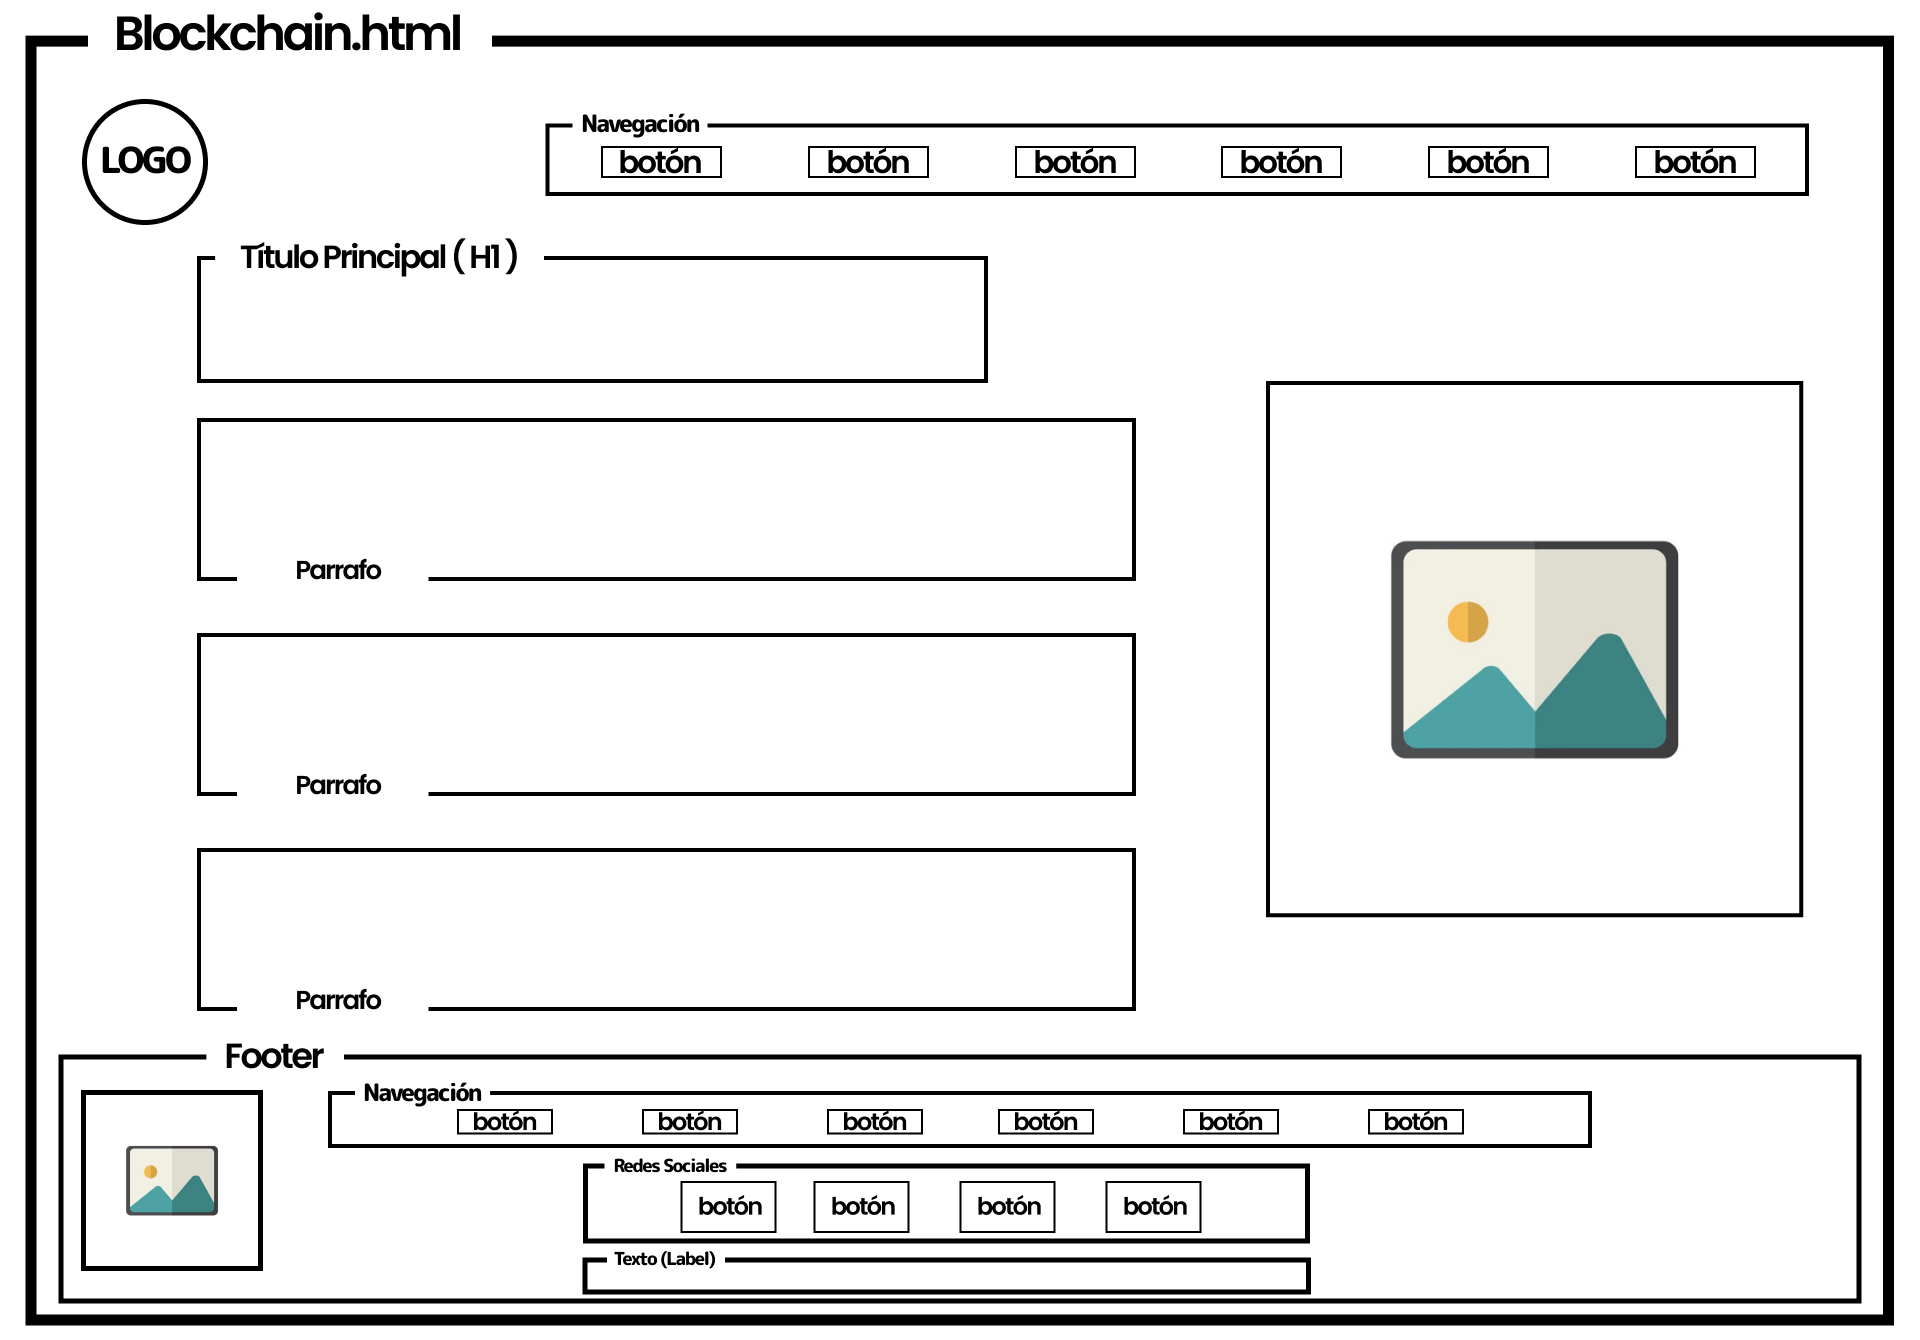 Blockchain.html
LOGO
Navegación
botón botón botón botón botón botón
Título Principal ( H1 )
Parrafo
Parrafo
Parrafo
Footer
Navegación
botón botón botón botón botón botón
Redes Sociales
botón botón botón botón
Texto (Label)